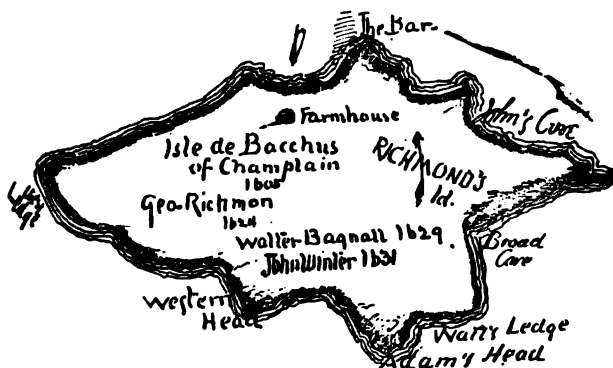 The Bar
Farmhouse
John's Cove
Isle de Bacchus
of Champlain
1605
RICHMOND'S
Id.
Geo Richmon
1624
Walter Bagnall 1629.
John Winter 1631
Broad
Cove
Western
Head
Watts Ledge
Adam's Head